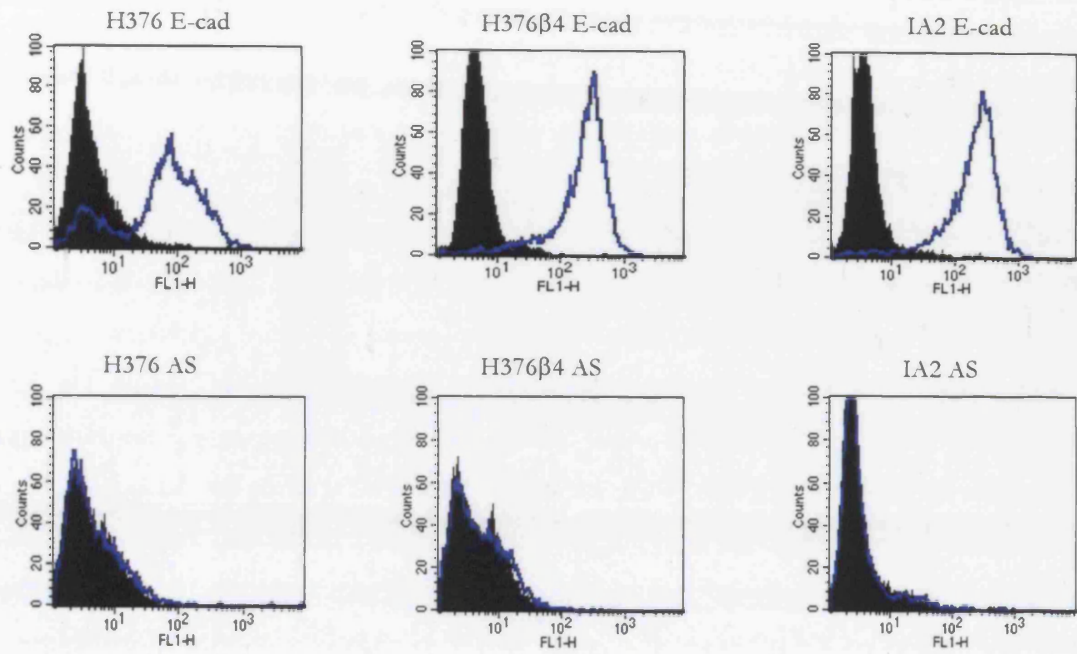 H376 E-cad
H376β4 E-cad
IA2 E-cad
100
80
60
40
20
0
Counts
10¹ 10² 10³
FL1-H
100
80
60
40
20
0
Counts
10¹ 10² 10³
FL1-H
100
80
60
40
20
0
Counts
10¹ 10² 10³
FL1-H
H376 AS
H376β4 AS
IA2 AS
100
80
60
40
20
0
Counts
10¹ 10² 10³
FL1-H
100
80
60
40
20
0
Counts
10¹ 10² 10³
FL1-H
100
80
60
40
20
0
Counts
10¹ 10² 10³
FL1-H